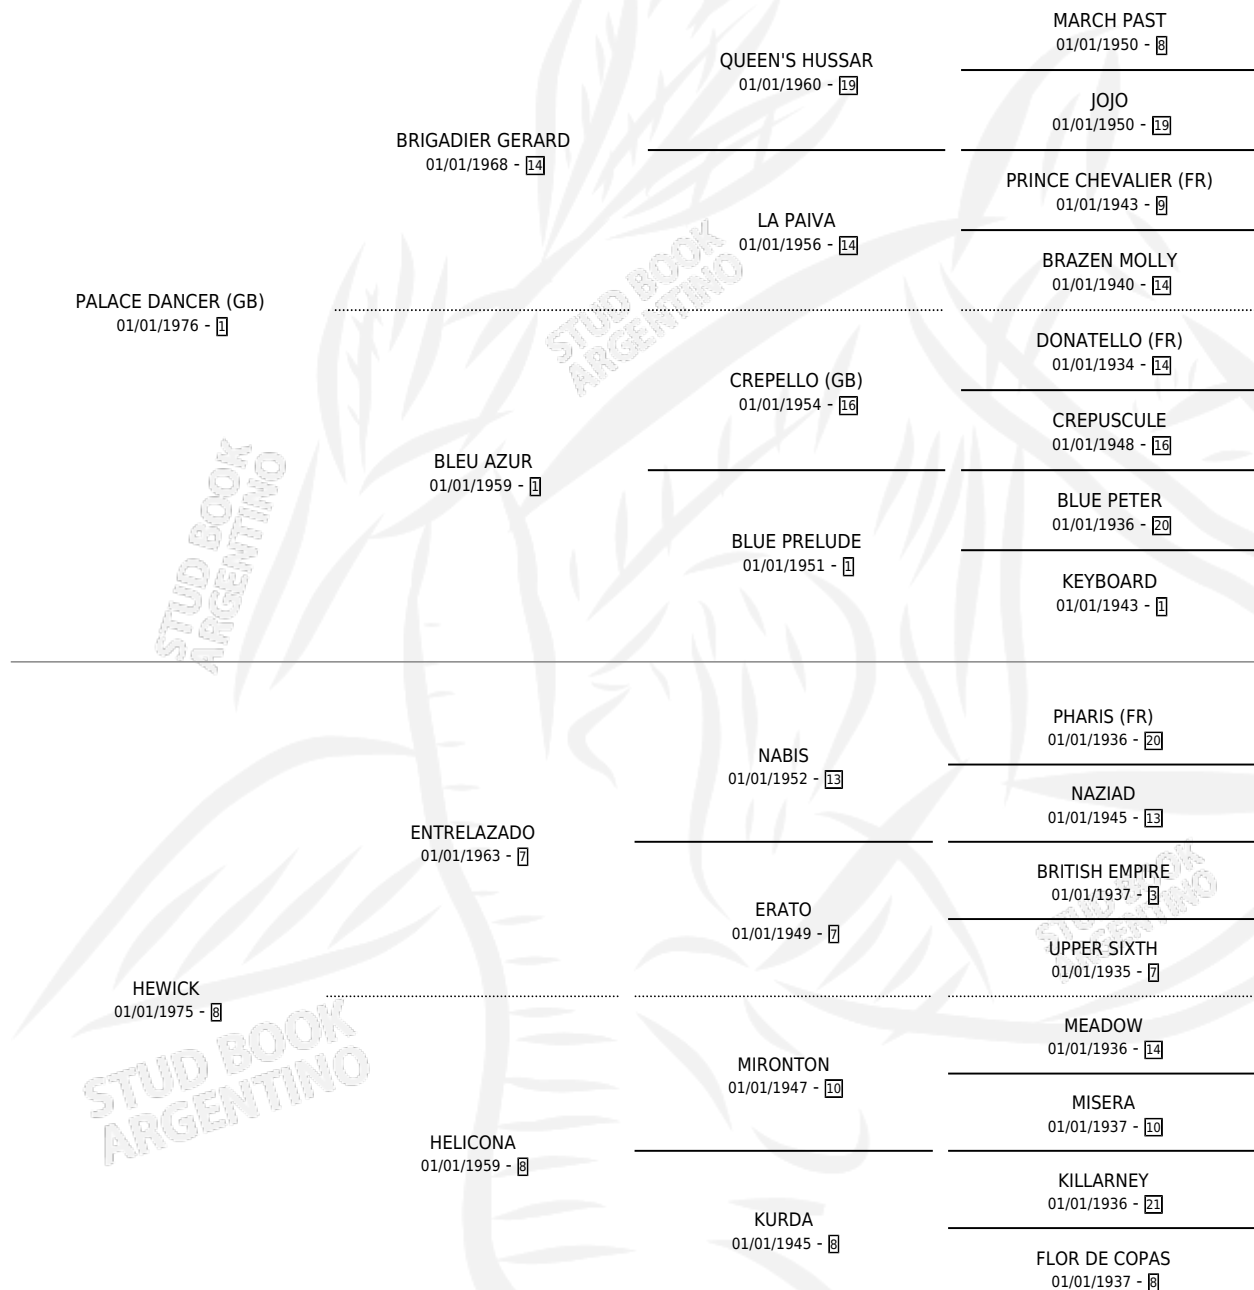 MARCH PAST
01/01/1950 - 8
QUEEN'S HUSSAR
01/01/1960 - 19
JOJO
01/01/1950 - 19
BRIGADIER GERARD
01/01/1968 - 14
PRINCE CHEVALIER (FR)
01/01/1943 - 9
LA PAIVA
01/01/1956 - 14
BRAZEN MOLLY
01/01/1940 - 14
PALACE DANCER (GB)
01/01/1976 - 1
STUD BOOK
ARGENTINO
DONATELLO (FR)
01/01/1934 - 14
CREPELLO (GB)
01/01/1954 - 16
CREPUSCULE
01/01/1948 - 16
BLEU AZUR
01/01/1959 - 1
BLUE PETER
01/01/1936 - 20
BLUE PRELUDE
01/01/1951 - 1
KEYBOARD
01/01/1943 - 1
STUD BOOK
ARGENTINO
PHARIS (FR)
01/01/1936 - 20
NABIS
01/01/1952 - 13
NAZIAD
01/01/1945 - 13
ENTRELAZADO
01/01/1963 - 7
BRITISH EMPIRE
01/01/1937 - 3
ERATO
01/01/1949 - 7
UPPER SIXTH
01/01/1935 - 7
STUD BOOK
ARGENTINO
HEWICK
01/01/1975 - 8
MEADOW
01/01/1936 - 14
MIRONTON
01/01/1947 - 10
MISERA
01/01/1937 - 10
STUD BOOK
ARGENTINO
HELICONA
01/01/1959 - 8
KILLARNEY
01/01/1936 - 21
KURDA
01/01/1945 - 8
FLOR DE COPAS
01/01/1937 - 8